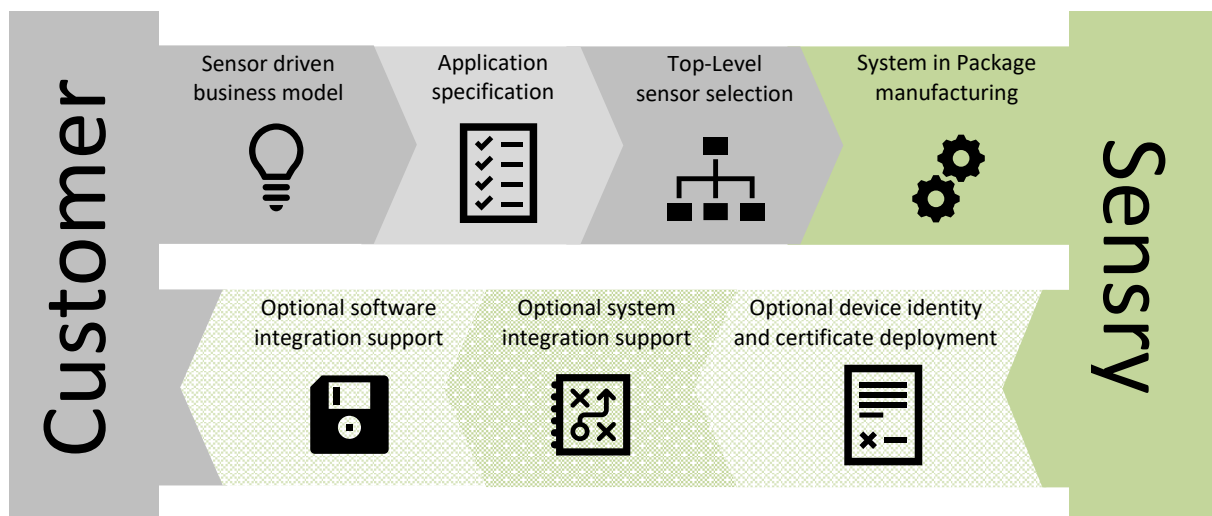 Customer
Sensor driven
business model
Application
specification
Top-Level
sensor selection
System in Package
manufacturing
Sensry
Optional software
integration support
Optional system
integration support
Optional device identity
and certificate deployment